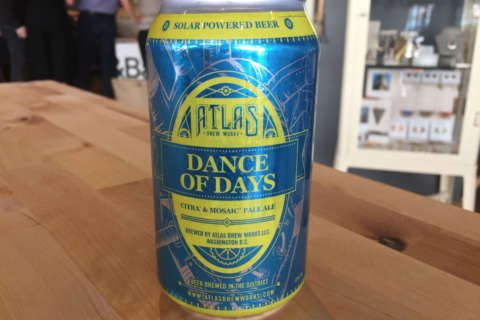 SOLAR POWERED BEER
ATLAS
BREW WORKS
DANCE
OF DAYS
CITRA® & MOSAIC® PALE ALE
BREWED BY ATLAS BREW WORKS LLC.
WASHINGTON D.C.
BEER BREWED IN THE DISTRICT
WWW.ATLASBREWWORKS.COM
&B